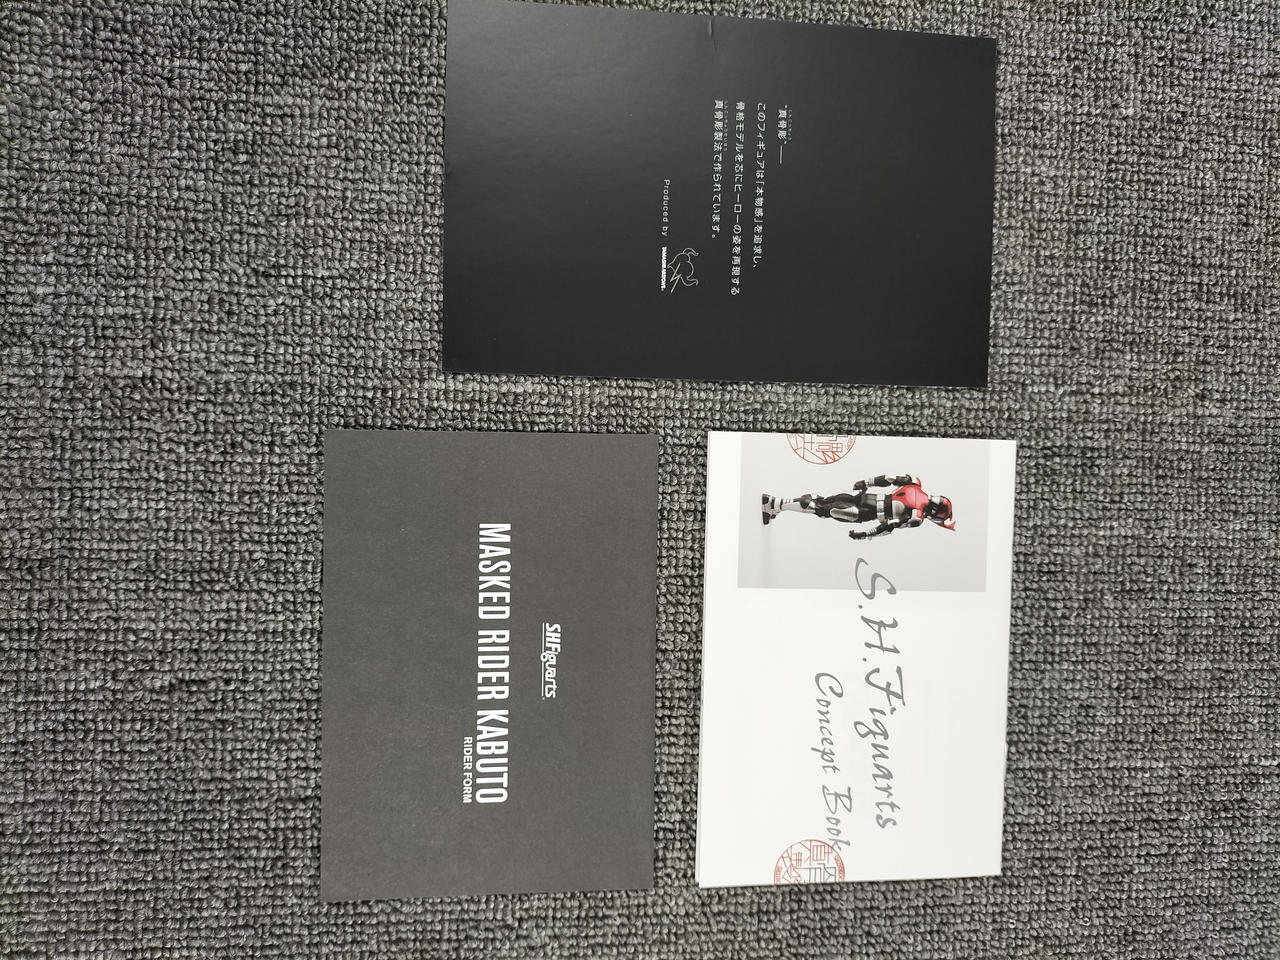 “真骨彫”——
このフィギュアは「本物感」を追求し、
骨格モデルを芯にヒーローの姿を再現する
真骨彫製法で作られています。
Produced by
TAMASHII NATIONS
S.H.Figuarts
MASKED RIDER KABUTO
RIDER FORM
S.H.Figuarts
Concept Book